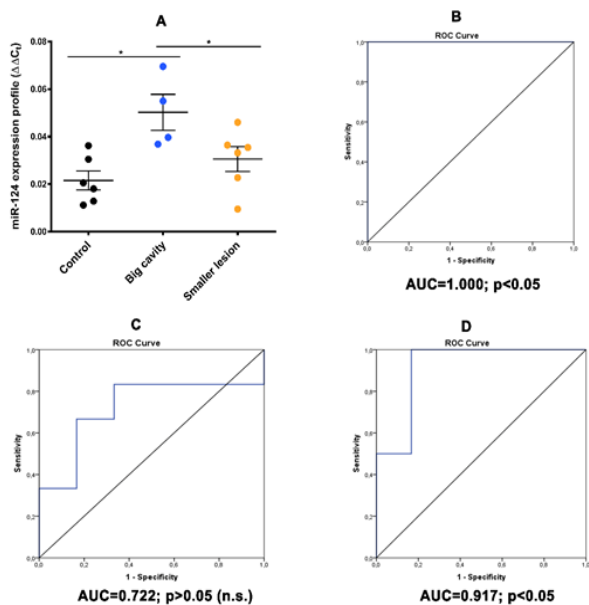 A
miR-124 expression profile (ΔΔCt)
0.08
0.06
0.04
0.02
0.00
*
*
Control
Big cavity
Smaller lesion
B
ROC Curve
Sensitivity
1,0
0,8
0,6
0,4
0,2
0,0
0,0 0,2 0,4 0,6 0,8 1,0
1 - Specificity
AUC=1.000; p<0.05
C
ROC Curve
Sensitivity
1,0
0,8
0,6
0,4
0,2
0,0
0,0 0,2 0,4 0,6 0,8 1,0
1 - Specificity
AUC=0.722; p>0.05 (n.s.)
D
ROC Curve
Sensitivity
1,0
0,8
0,6
0,4
0,2
0,0
0,0 0,2 0,4 0,6 0,8 1,0
1 - Specificity
AUC=0.917; p<0.05